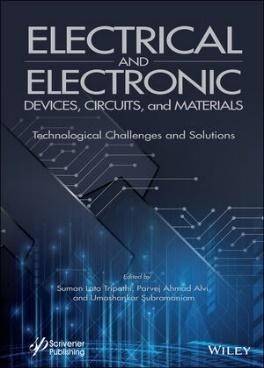 ELECTRICAL
AND
ELECTRONIC
DEVICES, CIRCUITS, and MATERIALS
Technological Challenges and Solutions
Edited by
Suman Lata Tripathi, Parvej Ahmad Alvi,
and Umashankar Subramaniam
Scrivener
Publishing
WILEY